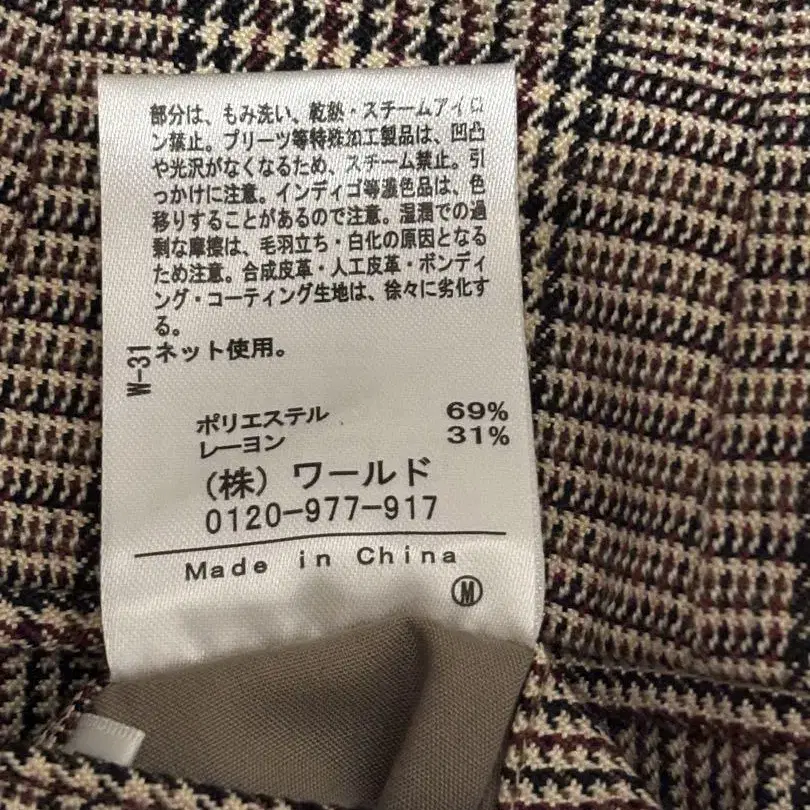 部分は、もみ洗い、乾熱・スチームアイロ
ン禁止。プリーツ等特殊加工製品は、凹凸
や光沢がなくなるため、スチーム禁止。引
っかけに注意。インディゴ等濃色品は、色
移りすることがあるので注意。湿潤での過
剰な摩擦は、毛羽立ち・白化の原因となる
ため注意。合成皮革・人工皮革・ボンディ
ング・コーティング生地は、徐々に劣化す
る。
ネット使用。
W-31
ポリエステル 69%
レーヨン 31%
(株) ワールド
0120-977-917
Made in China
Ⓜ